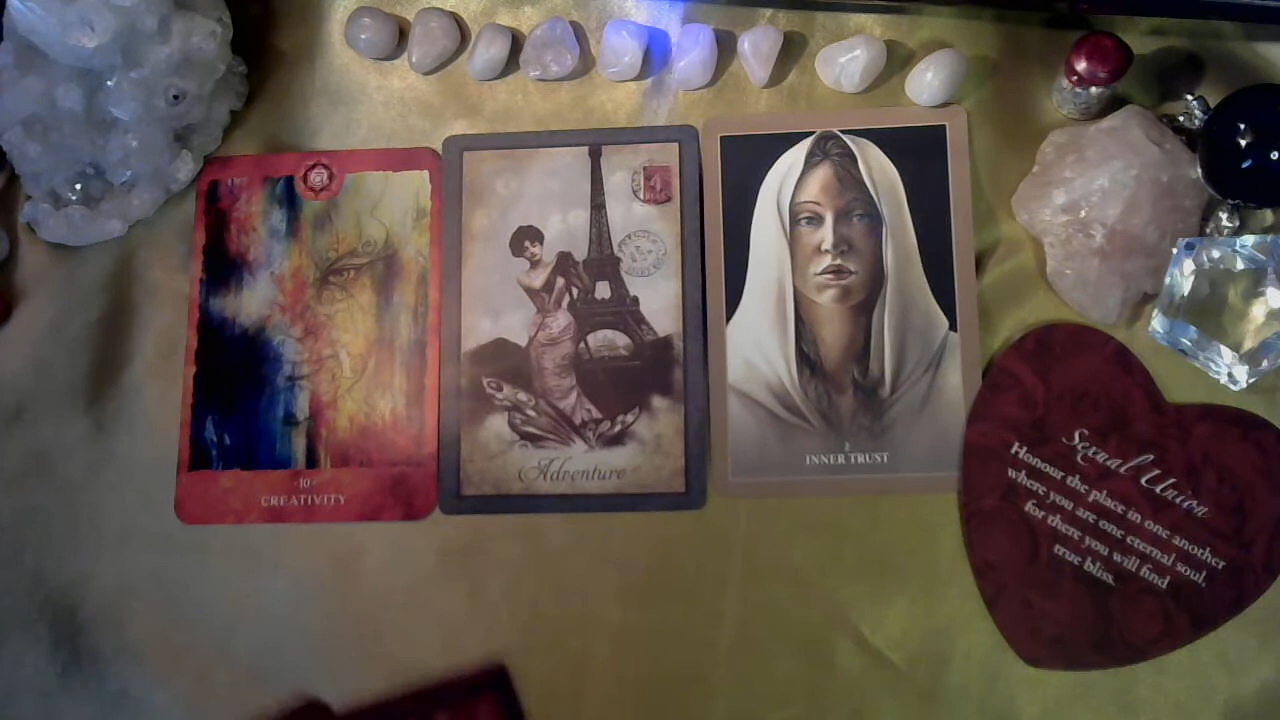 -10-
CREATIVITY
Adventure
2
INNER TRUST
Sexual Union
Honour the place in one another
where you are one eternal soul,
for there you will find
true bliss.